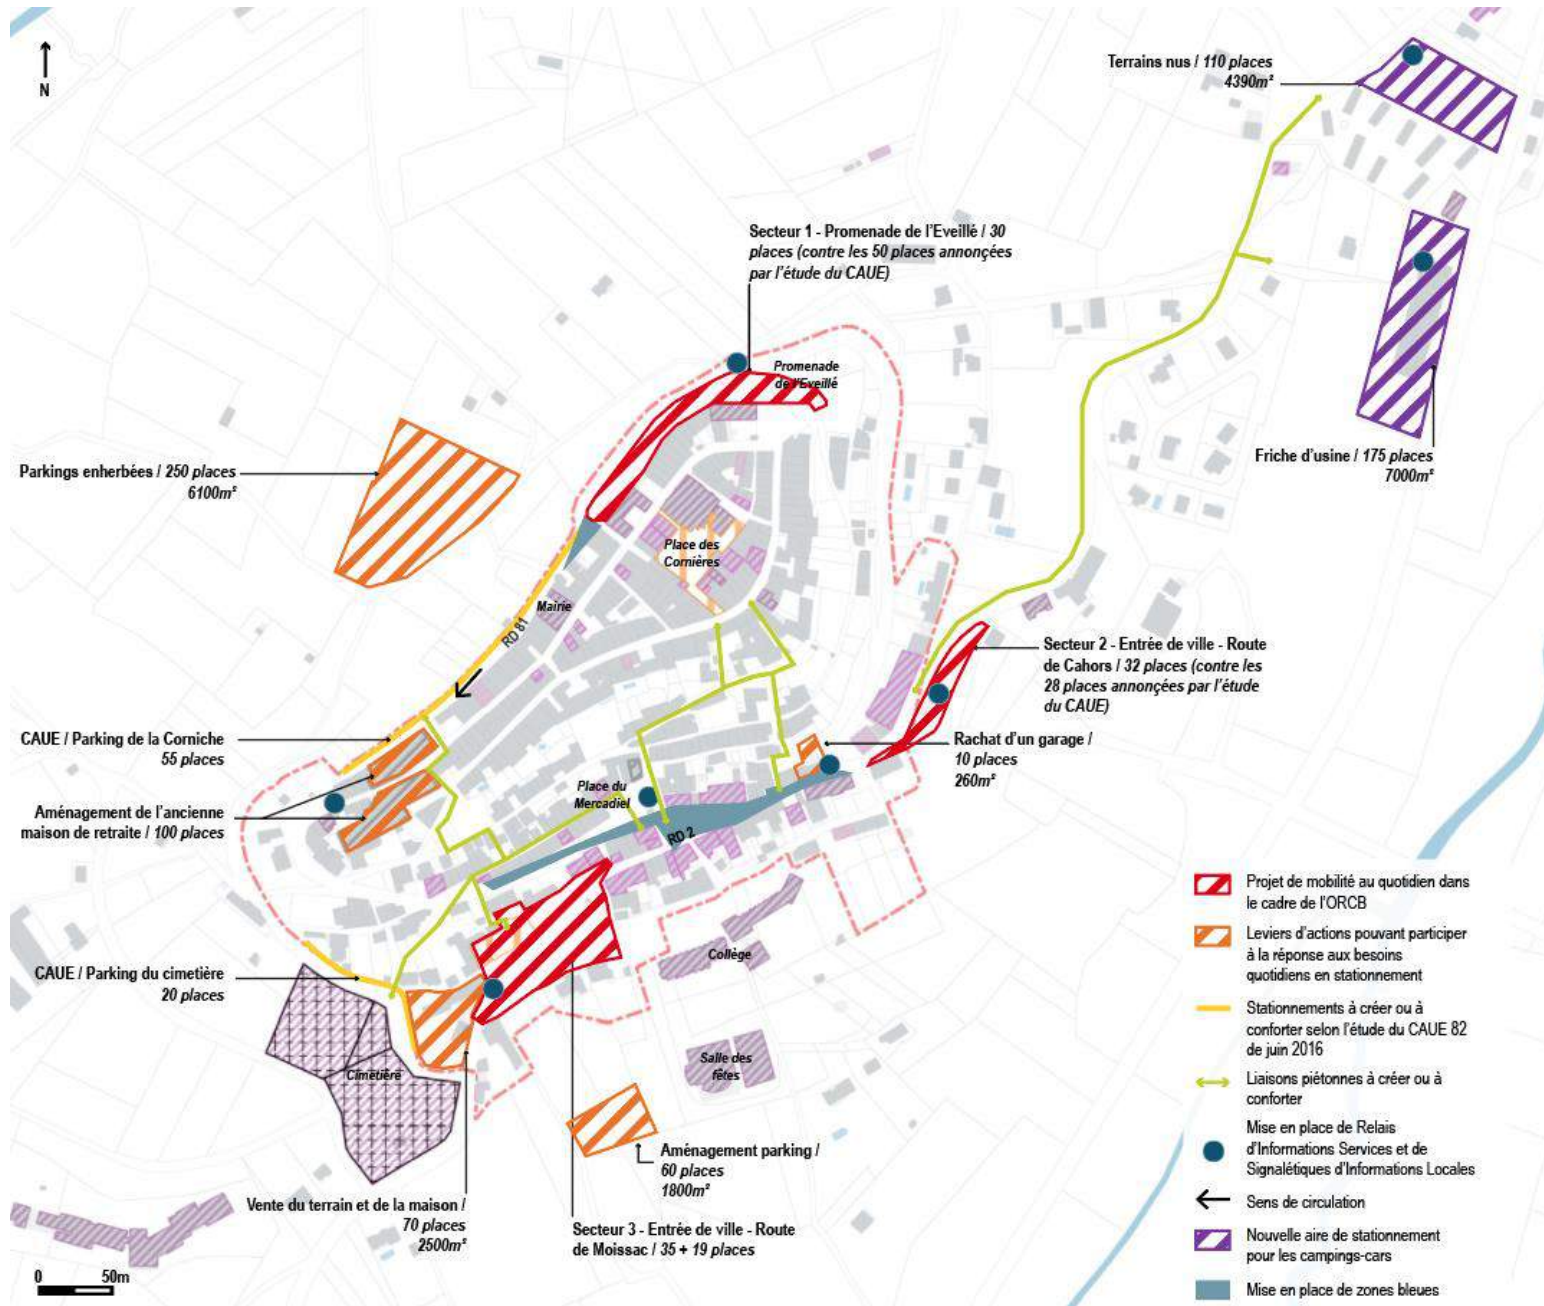 N
Terrains nus / 110 places
4390m²
Secteur 1 - Promenade de l'Eveillé / 30
places (contre les 50 places annonçées
par l'étude du CAUE)
Promenade
de l'Eveillé
Parkings enherbées / 250 places
6100m²
Friche d'usine / 175 places
7000m²
Place des
Cornières
Mairie
RD 81
Secteur 2 - Entrée de ville - Route
de Cahors / 32 places (contre les
28 places annonçées par l'étude
du CAUE)
CAUE / Parking de la Corniche
55 places
Rachat d'un garage /
10 places
260m²
Aménagement de l'ancienne
maison de retraite / 100 places
Place du
Mercadiel
RD 2
CAUE / Parking du cimetière
20 places
Collège
Salle des
fêtes
Cimetière
Aménagement parking /
60 places
1800m²
Vente du terrain et de la maison /
70 places
2500m²
Secteur 3 - Entrée de ville - Route
de Moissac / 35 + 19 places
0 50m
Projet de mobilité au quotidien dans
le cadre de l'ORCB
Leviers d'actions pouvant participer
à la réponse aux besoins
quotidiens en stationnement
Stationnements à créer ou à
conforter selon l'étude du CAUE 82
de juin 2016
Liaisons piétonnes à créer ou à
conforter
Mise en place de Relais
d'Informations Services et de
Signalétiques d'Informations Locales
Sens de circulation
Nouvelle aire de stationnement
pour les campings-cars
Mise en place de zones bleues